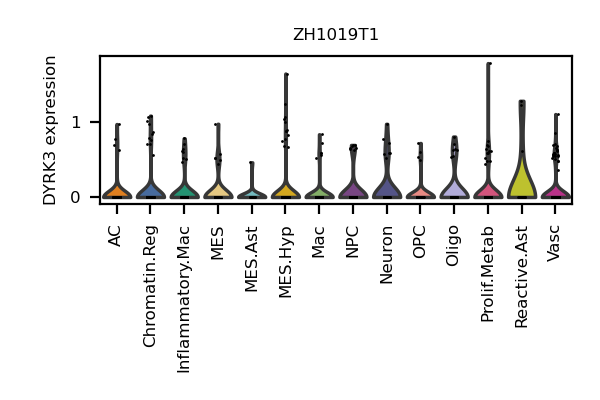 ZH1019T1
DYRK3 expression
1
0
AC
Chromatin.Reg
Inflammatory.Mac
MES
MES.Ast
MES.Hyp
Mac
NPC
Neuron
OPC
Oligo
Prolif.Metab
Reactive.Ast
Vasc